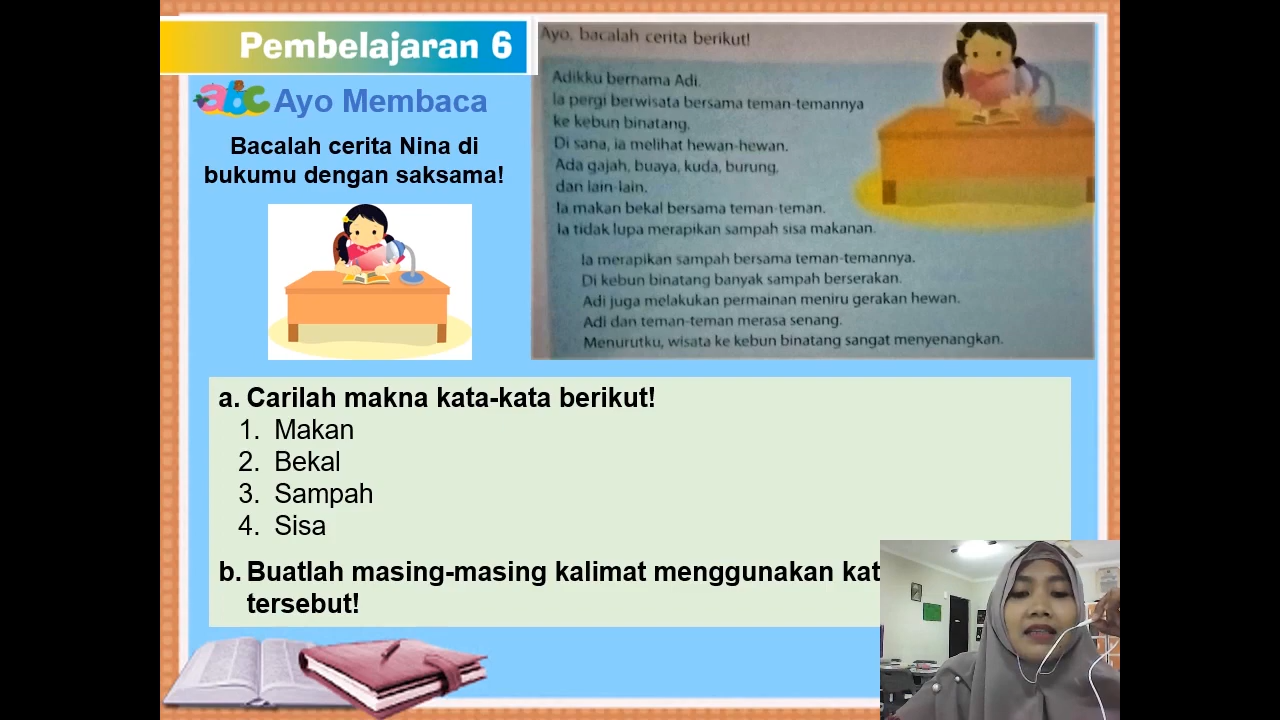 Pembelajaran 6
abc Ayo Membaca
Bacalah cerita Nina di
bukumu dengan saksama!
Ayo, bacalah cerita berikut!
Adikku bernama Adi.
Ia pergi berwisata bersama teman-temannya
ke kebun binatang.
Di sana, ia melihat hewan-hewan.
Ada gajah, buaya, kuda, burung,
dan lain-lain.
Ia makan bekal bersama teman-teman.
Ia tidak lupa merapikan sampah sisa makanan.
Ia merapikan sampah bersama teman-temannya.
Di kebun binatang banyak sampah berserakan.
Adi juga melakukan permainan meniru gerakan hewan.
Adi dan teman-teman merasa senang.
Menurutku, wisata ke kebun binatang sangat menyenangkan.
a. Carilah makna kata-kata berikut!
1. Makan
2. Bekal
3. Sampah
4. Sisa
b. Buatlah masing-masing kalimat menggunakan kat
tersebut!